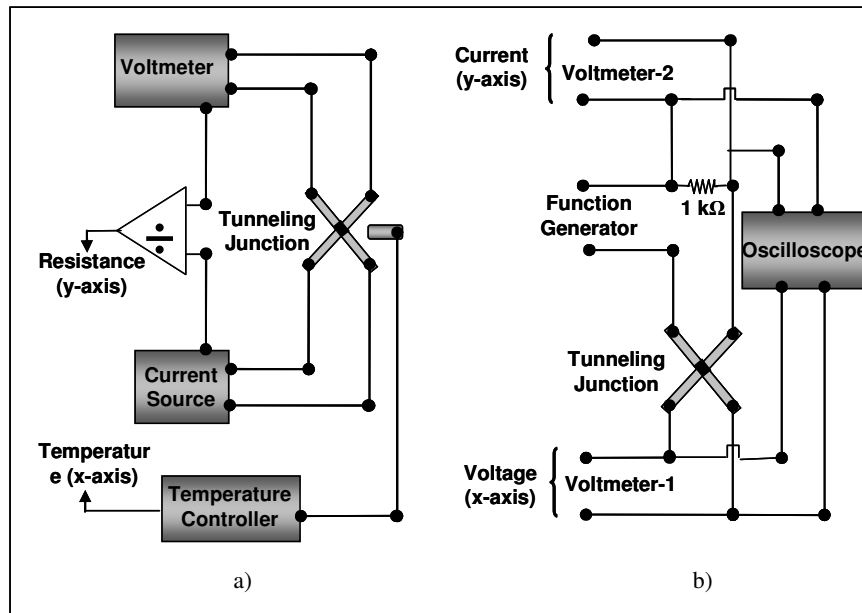 Voltmeter
Tunneling
Junction
÷
Resistance
(y-axis)
Current
Source
Temperatur
e (x-axis)
Temperature
Controller
a)
Current
(y-axis)
Voltmeter-2
1 kΩ
Function
Generator
Oscilloscope
Tunneling
Junction
Voltage
(x-axis)
Voltmeter-1
b)